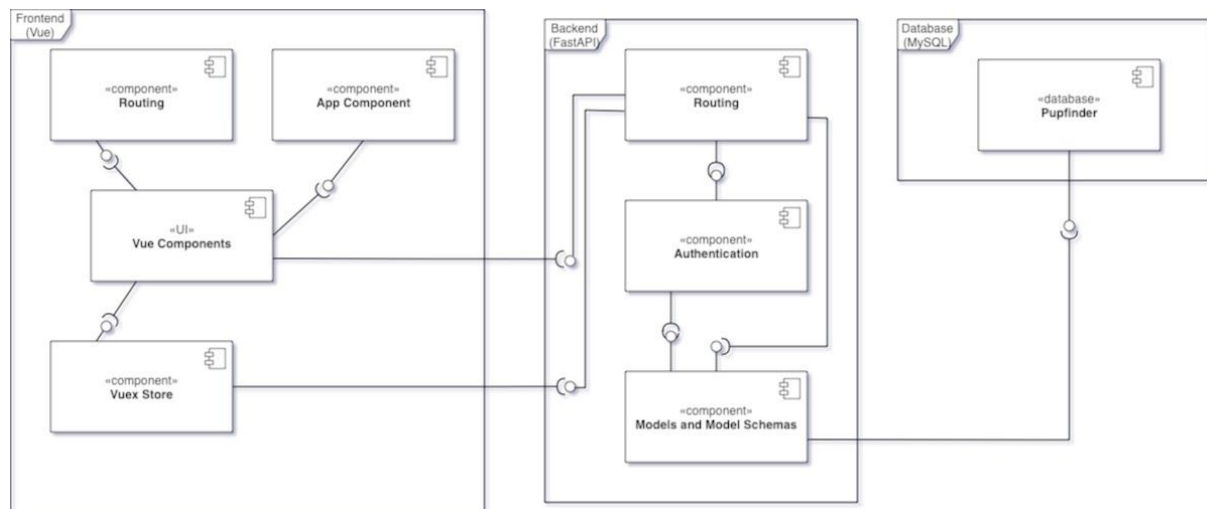 Frontend
(Vue)
«component»
Routing
«component»
App Component
«UI»
Vue Components
«component»
Vuex Store
Backend
(FastAPI)
«component»
Routing
«component»
Authentication
«component»
Models and Model Schemas
Database
(MySQL)
«database»
Pupfinder